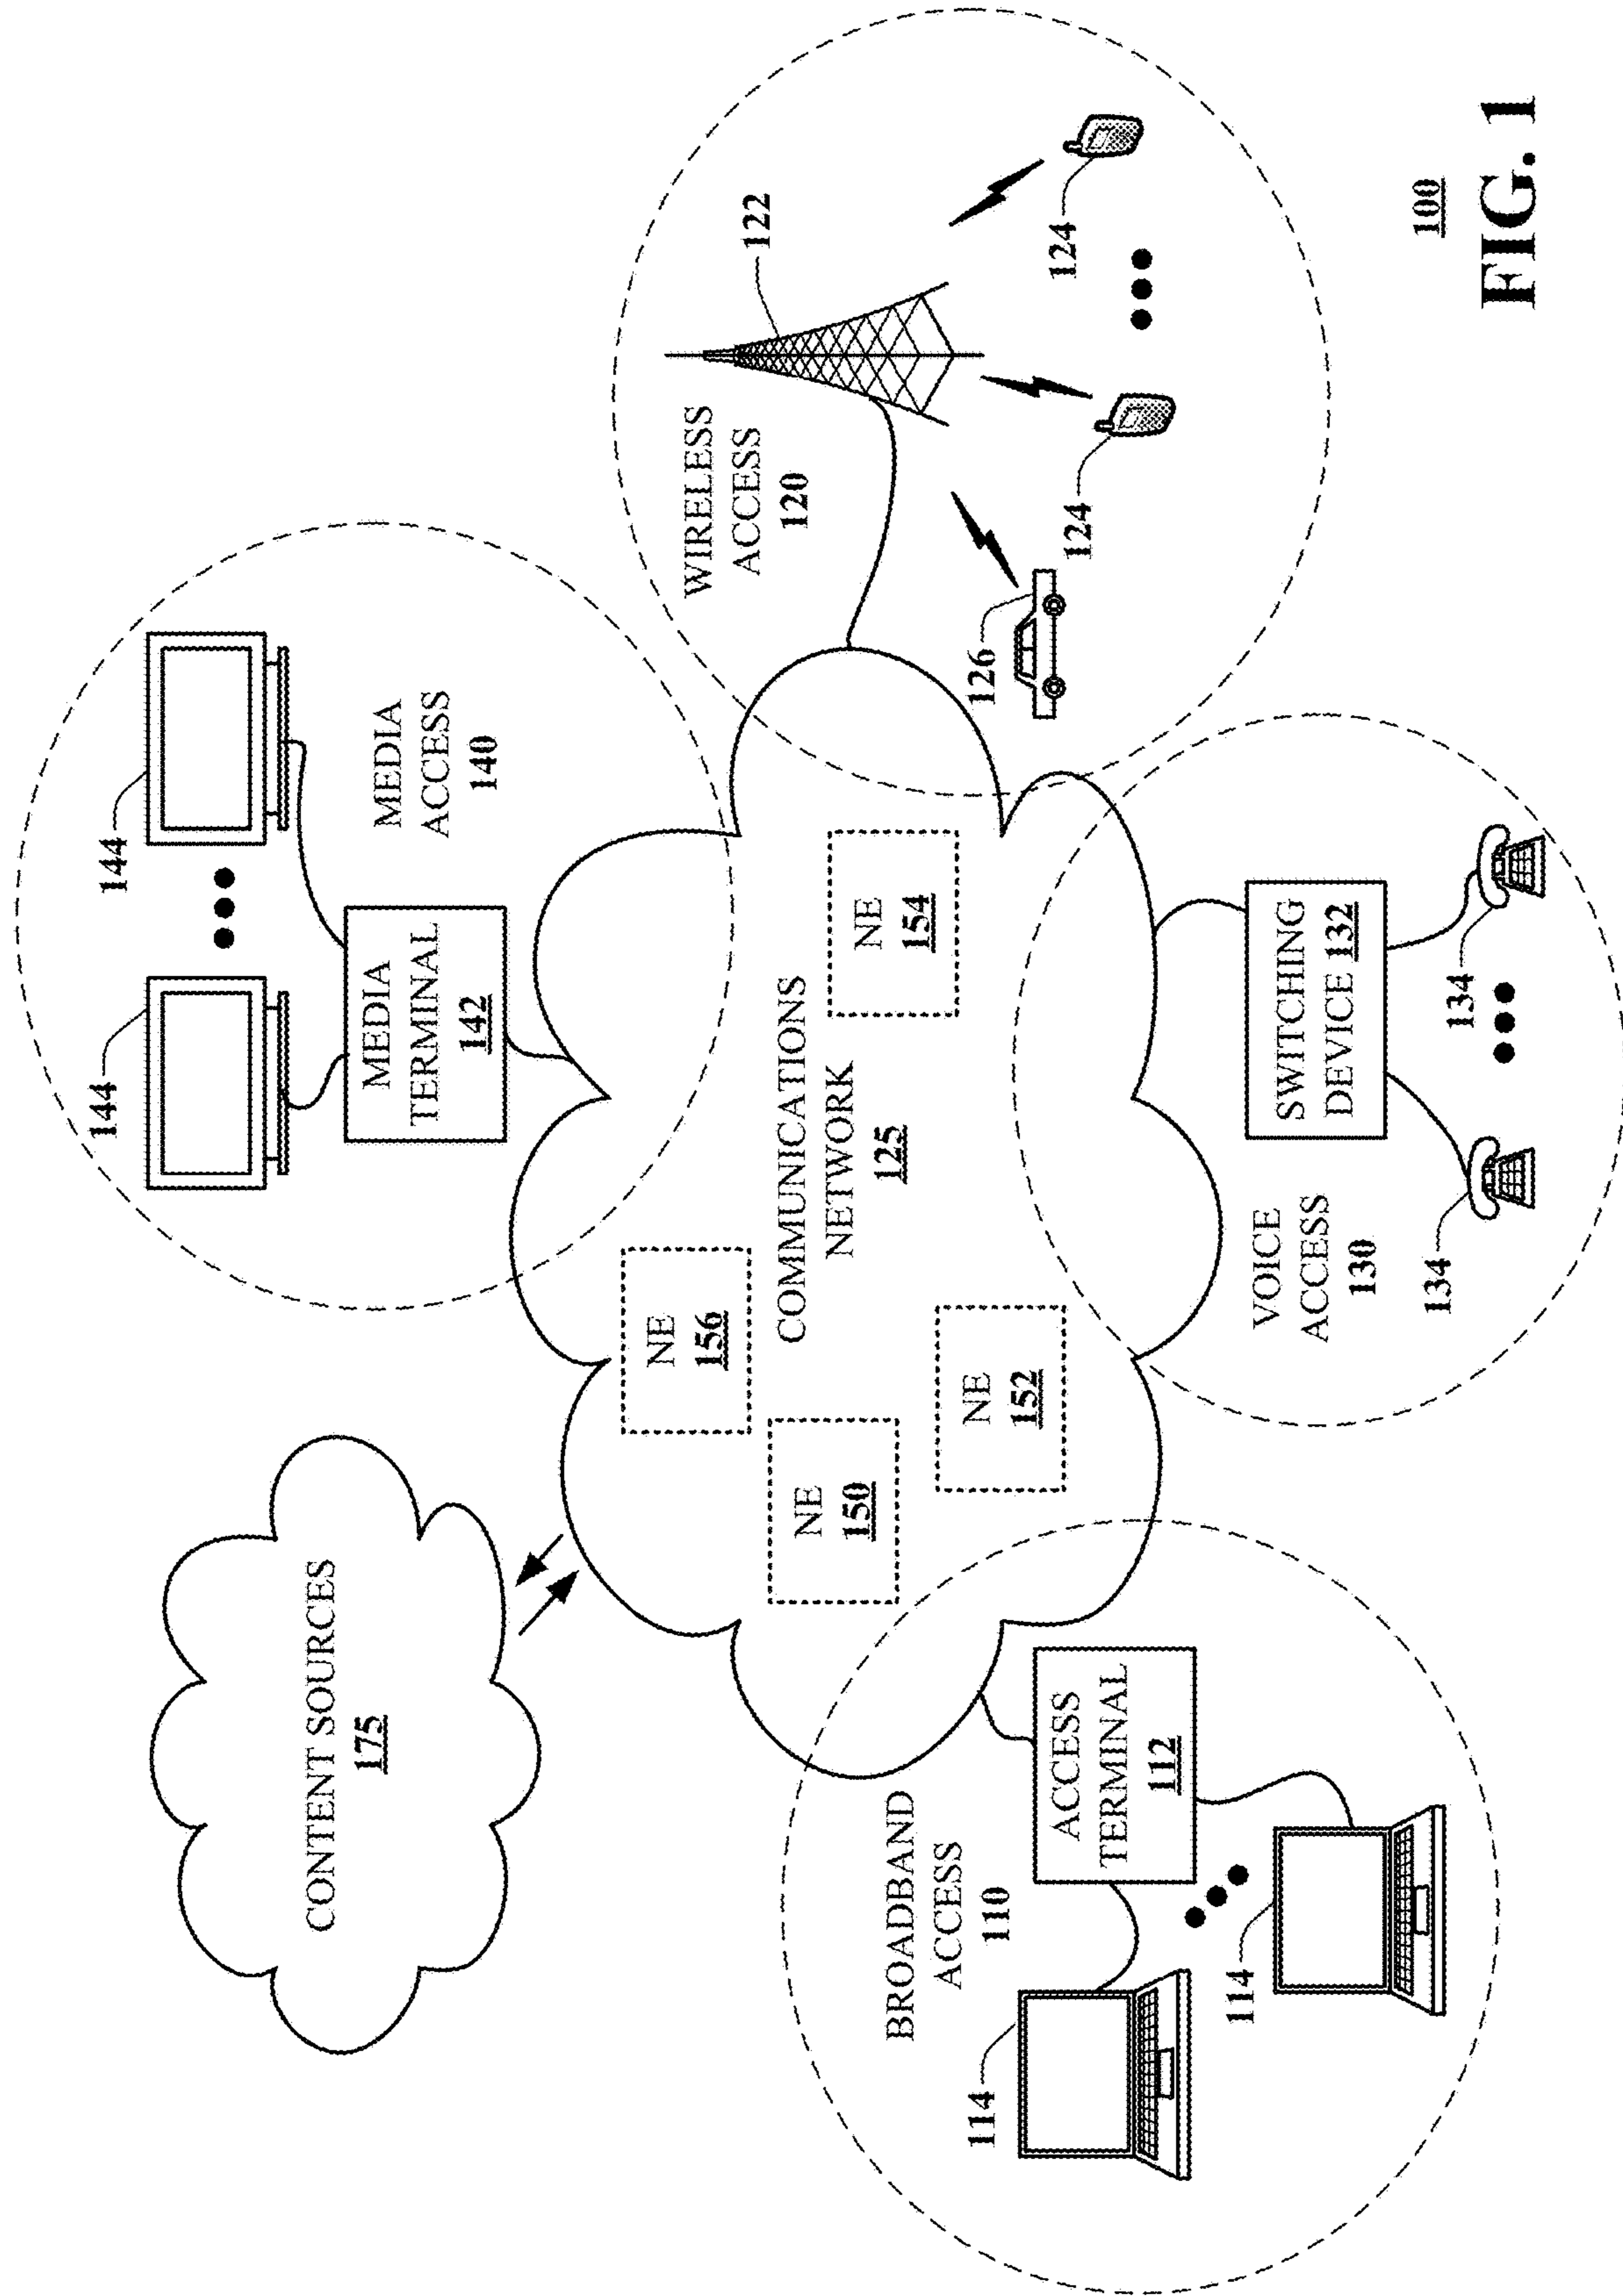 CONTENT SOURCES
175
144
144
MEDIA
TERMINAL
142
MEDIA
ACCESS
140
NE
156
NE
150
NE
152
COMMUNICATIONS
NETWORK
125
NE
154
WIRELESS
ACCESS
120
122
126
124
124
BROADBAND
ACCESS
110
ACCESS
TERMINAL
112
114
114
VOICE
ACCESS
130
SWITCHING
DEVICE 132
134
134
100
FIG. 1